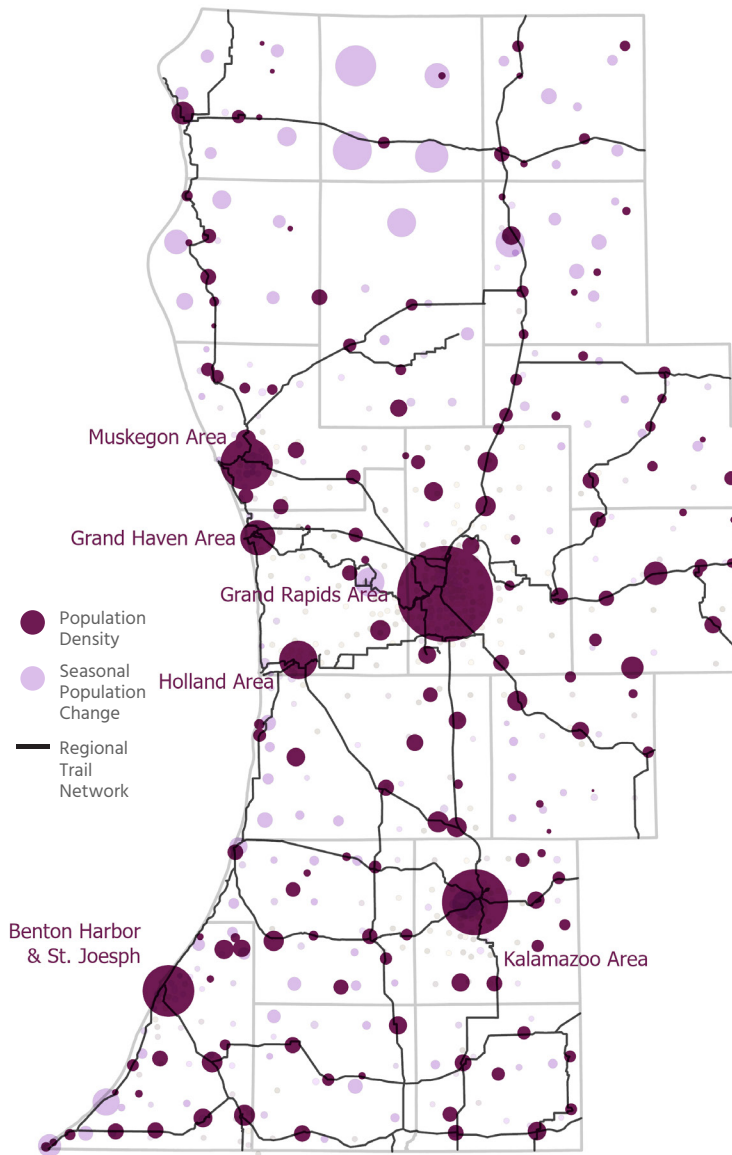 Muskegon Area
Grand Haven Area
Grand Rapids Area
Population
Density
Seasonal
Population
Change
Holland Area
Regional
Trail
Network
Benton Harbor
& St. Joesph
Kalamazoo Area